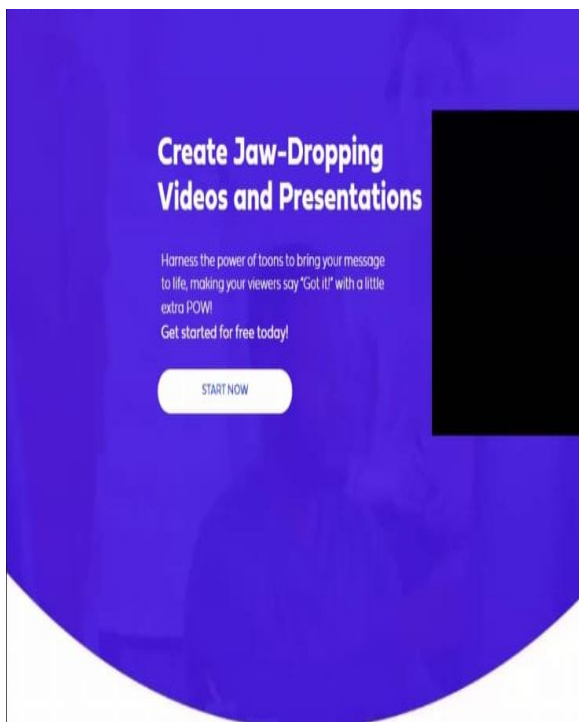 Create Jaw-Dropping
Videos and Presentations
Harness the power of toons to bring your message
to life, making your viewers say "Got it!" with a little
extra POW!
Get started for free today!
START NOW